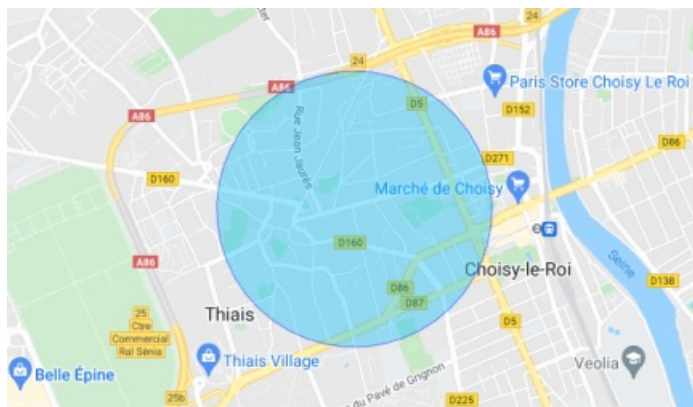 24
A86
24
Paris Store Choisy Le Roi
A86
D5
D152
A86
Rue Jean Jaurès
D86
D271
D160
Marché de Choisy
D160
Seine
A86
Choisy-le-Roi
D138
D86
D87
25
Ctre
Commercial
Ral Sénia
Thiais
D5
Thiais Village
Veolia
Belle Épine
du Pavé de Grignon
25b
D225